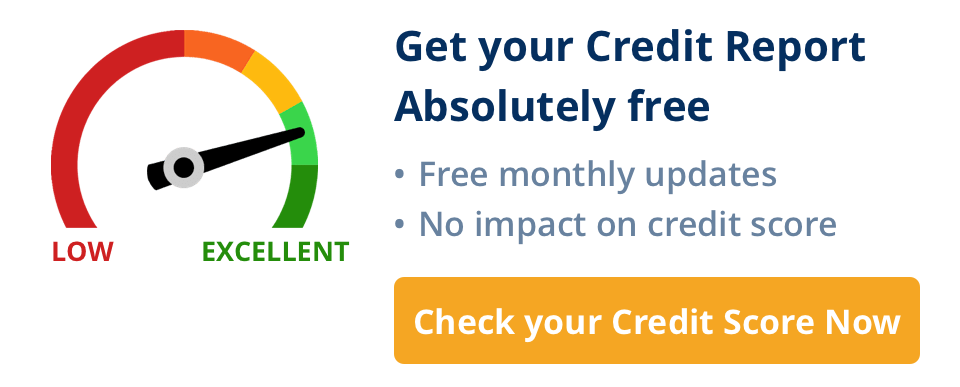 Get your Credit Report
Absolutely free
• Free monthly updates
• No impact on credit score
LOW
EXCELLENT
Check your Credit Score Now